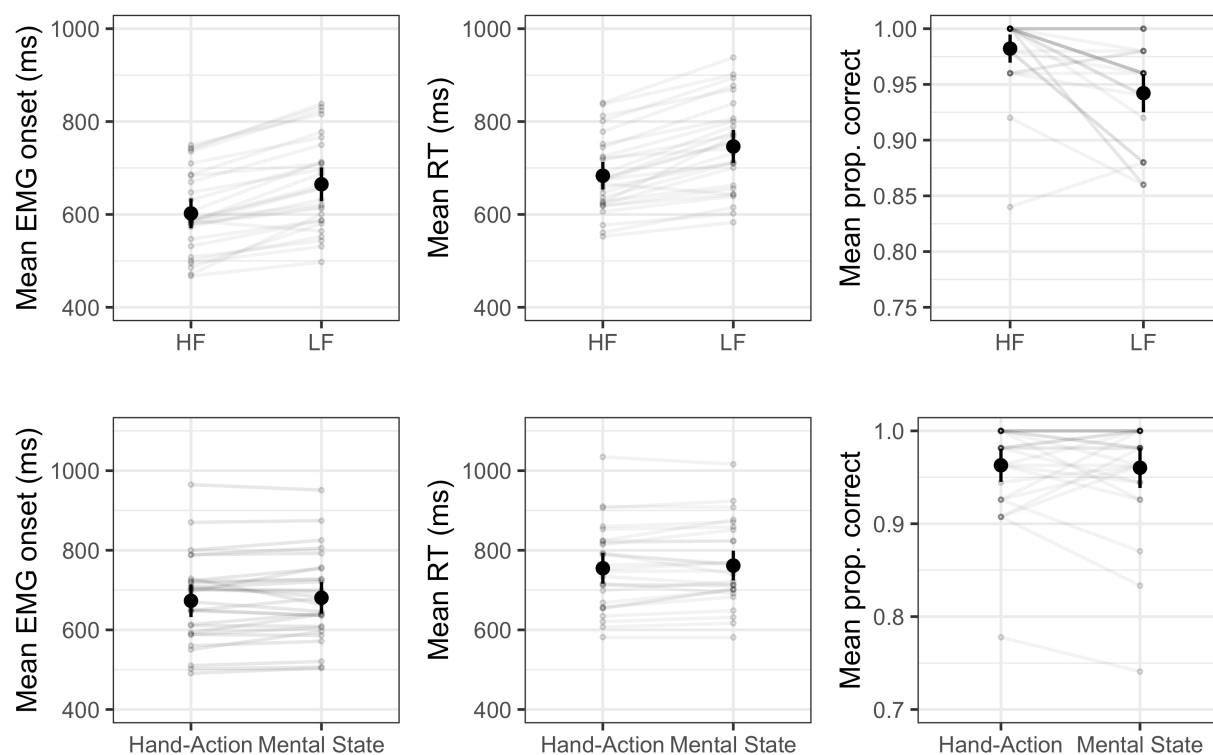 Mean EMG onset (ms)
1000
800
600
400
HF
LF
Mean RT (ms)
1000
800
600
400
HF
LF
Mean prop. correct
1.00
0.95
0.90
0.85
0.80
0.75
HF
LF
Mean EMG onset (ms)
1000
800
600
400
Hand-Action
Mental State
Mean RT (ms)
1000
800
600
400
Hand-Action
Mental State
Mean prop. correct
1.0
0.9
0.8
0.7
Hand-Action
Mental State